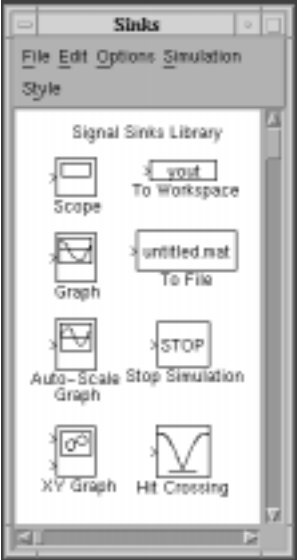 Sinks
File Edit Options Simulation
Style
Signal Sinks Library
yout
Scope
To Workspace
untitled.mat
Graph
To File
STOP
Auto-Scale
Graph
Stop Simulation
XY Graph
Hit Crossing